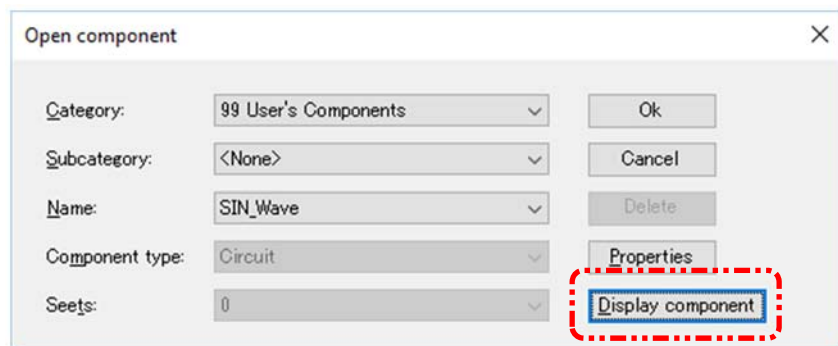 Open component
Category: 99 User's Components Ok
Subcategory: <None> Cancel
Name: SIN_Wave Delete
Component type: Circuit Properties
Seets: 0 Display component